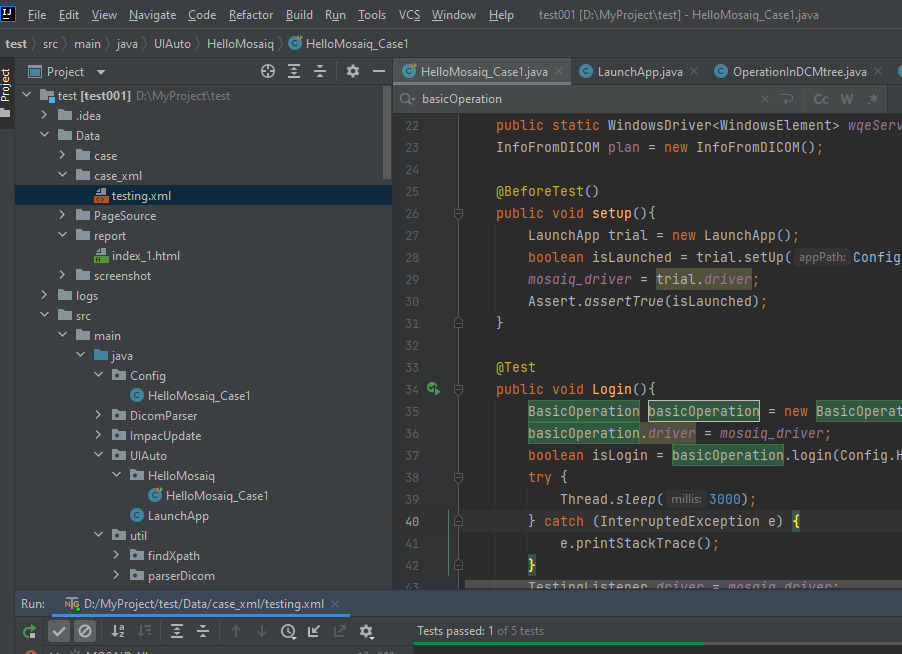 File Edit View Navigate Code Refactor Build Run Tools VCS Window Help test001 [D:\MyProject\test] - HelloMosaiq_Case1.java
test src main java UIAuto HelloMosaiq HelloMosaiq_Case1
Project
Project
test [test001] D:\MyProject\test
.idea
Data
case
case_xml
testing.xml
PageSource
report
index_1.html
screenshot
logs
src
main
java
Config
HelloMosaiq_Case1
DicomParser
ImpacUpdate
UIAuto
HelloMosaiq
HelloMosaiq_Case1
LaunchApp
util
findXpath
parserDicom
HelloMosaiq_Case1.java LaunchApp.java OperationInDCMtree.java
basicOperation Cc W .*
22 public static WindowsDriver<WindowsElement> wqeServ
23 InfoFromDICOM plan = new InfoFromDICOM();
24
25 @BeforeTest()
26 public void setup(){
27 LaunchApp trial = new LaunchApp();
28 boolean isLaunched = trial.setUp( appPath: Config
29 mosaiq_driver = trial.driver;
30 Assert.assertTrue(isLaunched);
31 }
32
33 @Test
34 public void Login(){
35 BasicOperation basicOperation = new BasicOperat
36 basicOperation.driver = mosaiq_driver;
37 boolean isLogin = basicOperation.login(Config.H
38 try {
39 Thread.sleep( millis: 3000);
40 } catch (InterruptedException e) {
41 e.printStackTrace();
42 }
43 TestingListener.driver = mosaiq_driver;
Run: D:/MyProject/test/Data/case_xml/testing.xml
Tests passed: 1 of 5 tests